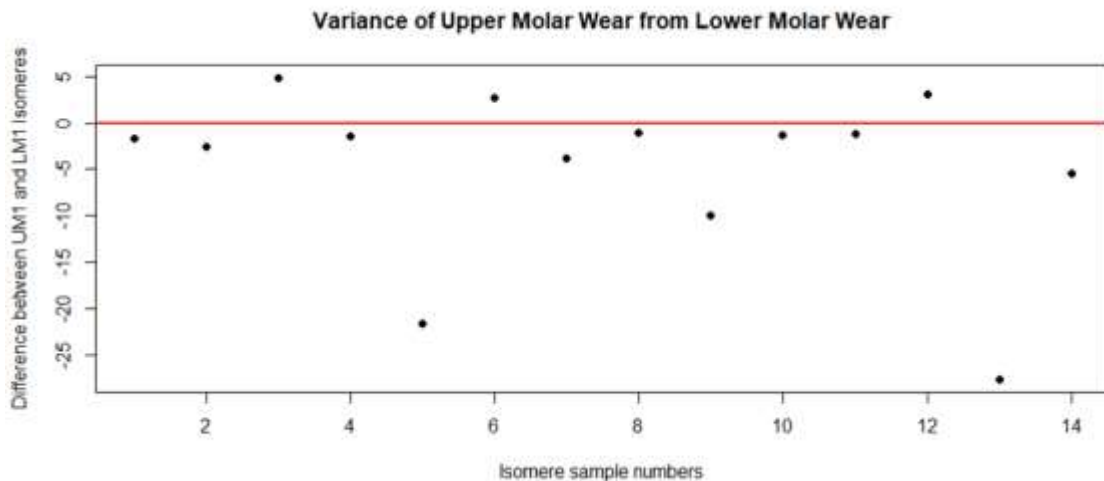 Variance of Upper Molar Wear from Lower Molar Wear
Difference between UM1 and LM1 Isomeres
5
0
-5
-10
-15
-20
-25
2 4 6 8 10 12 14
Isomere sample numbers